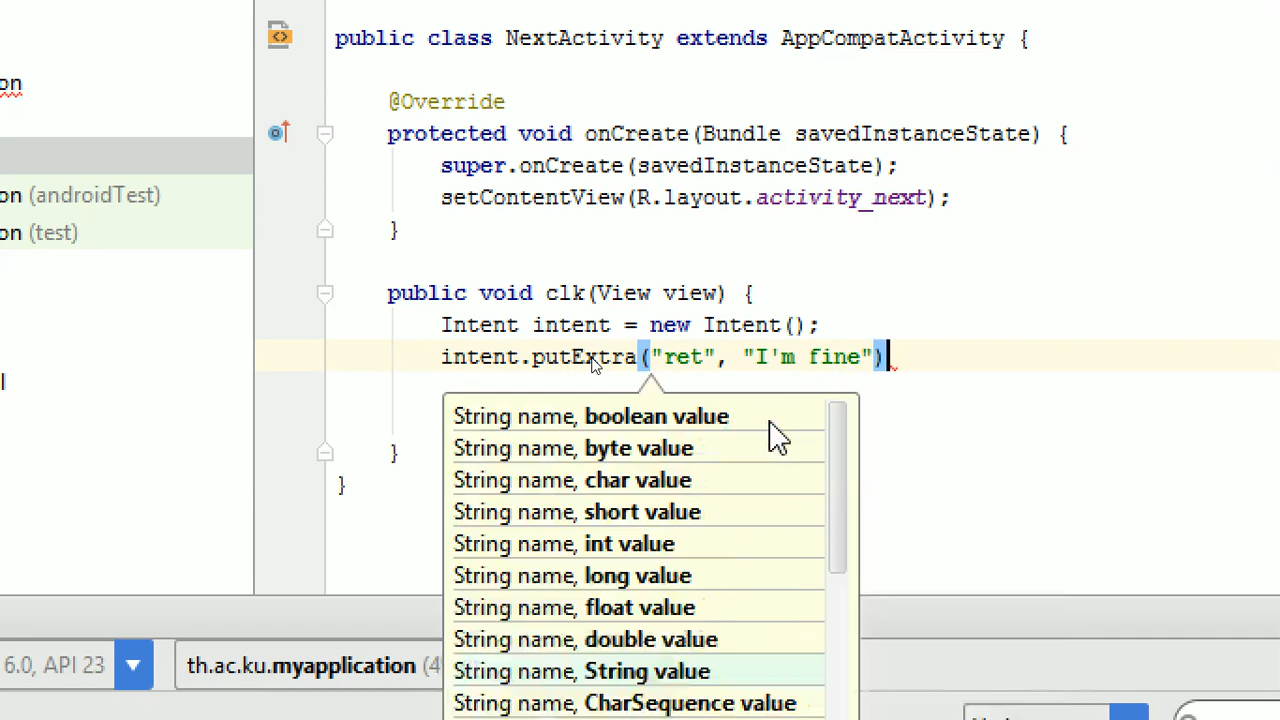 public class NextActivity extends AppCompatActivity {
on
@Override
protected void onCreate(Bundle savedInstanceState) {
super.onCreate(savedInstanceState);
on (androidTest)
setContentView(R.layout.activity_next);
on (test)
}
public void clk(View view) {
Intent intent = new Intent();
intent.putExtra("ret", "I'm fine")
l
String name, boolean value
String name, byte value
}
String name, char value
}
String name, short value
String name, int value
String name, long value
String name, float value
String name, double value
6.0, API 23
th.ac.ku.myapplication
String name, String value
String name, CharSequence value